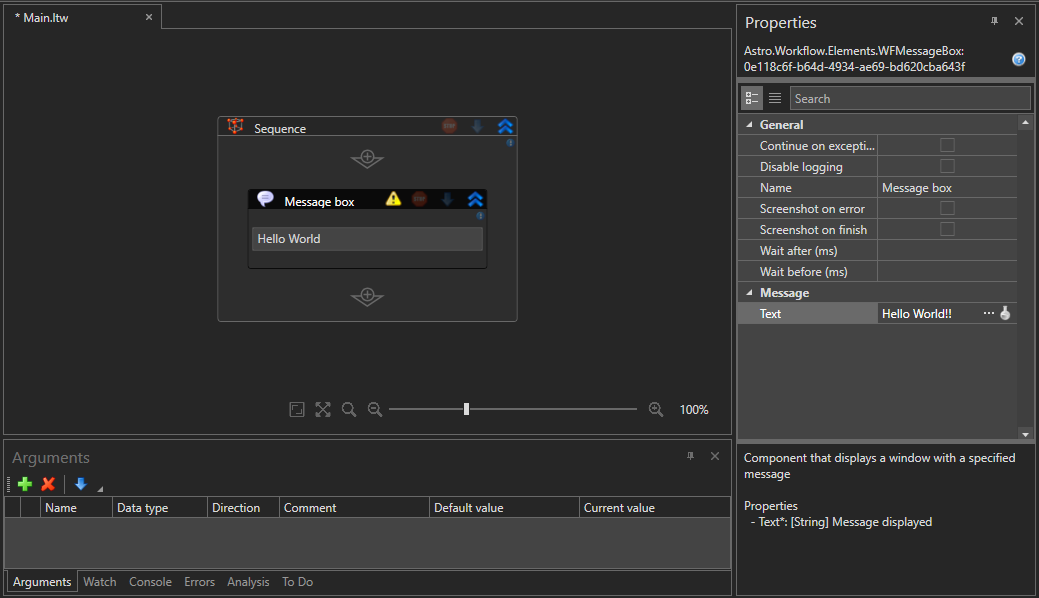 * Main.ltw
Sequence
Message box
Hello World
100%
Arguments
Name Data type Direction Comment Default value Current value
Arguments Watch Console Errors Analysis To Do
Properties
Astro.Workflow.Elements.WFMessageBox:
0e118c6f-b64d-4934-ae69-bd620cba643f
Search
General
Continue on excepti...
Disable logging
Name Message box
Screenshot on error
Screenshot on finish
Wait after (ms)
Wait before (ms)
Message
Text Hello World!! ...
Component that displays a window with a specified
message
Properties
- Text*: [String] Message displayed